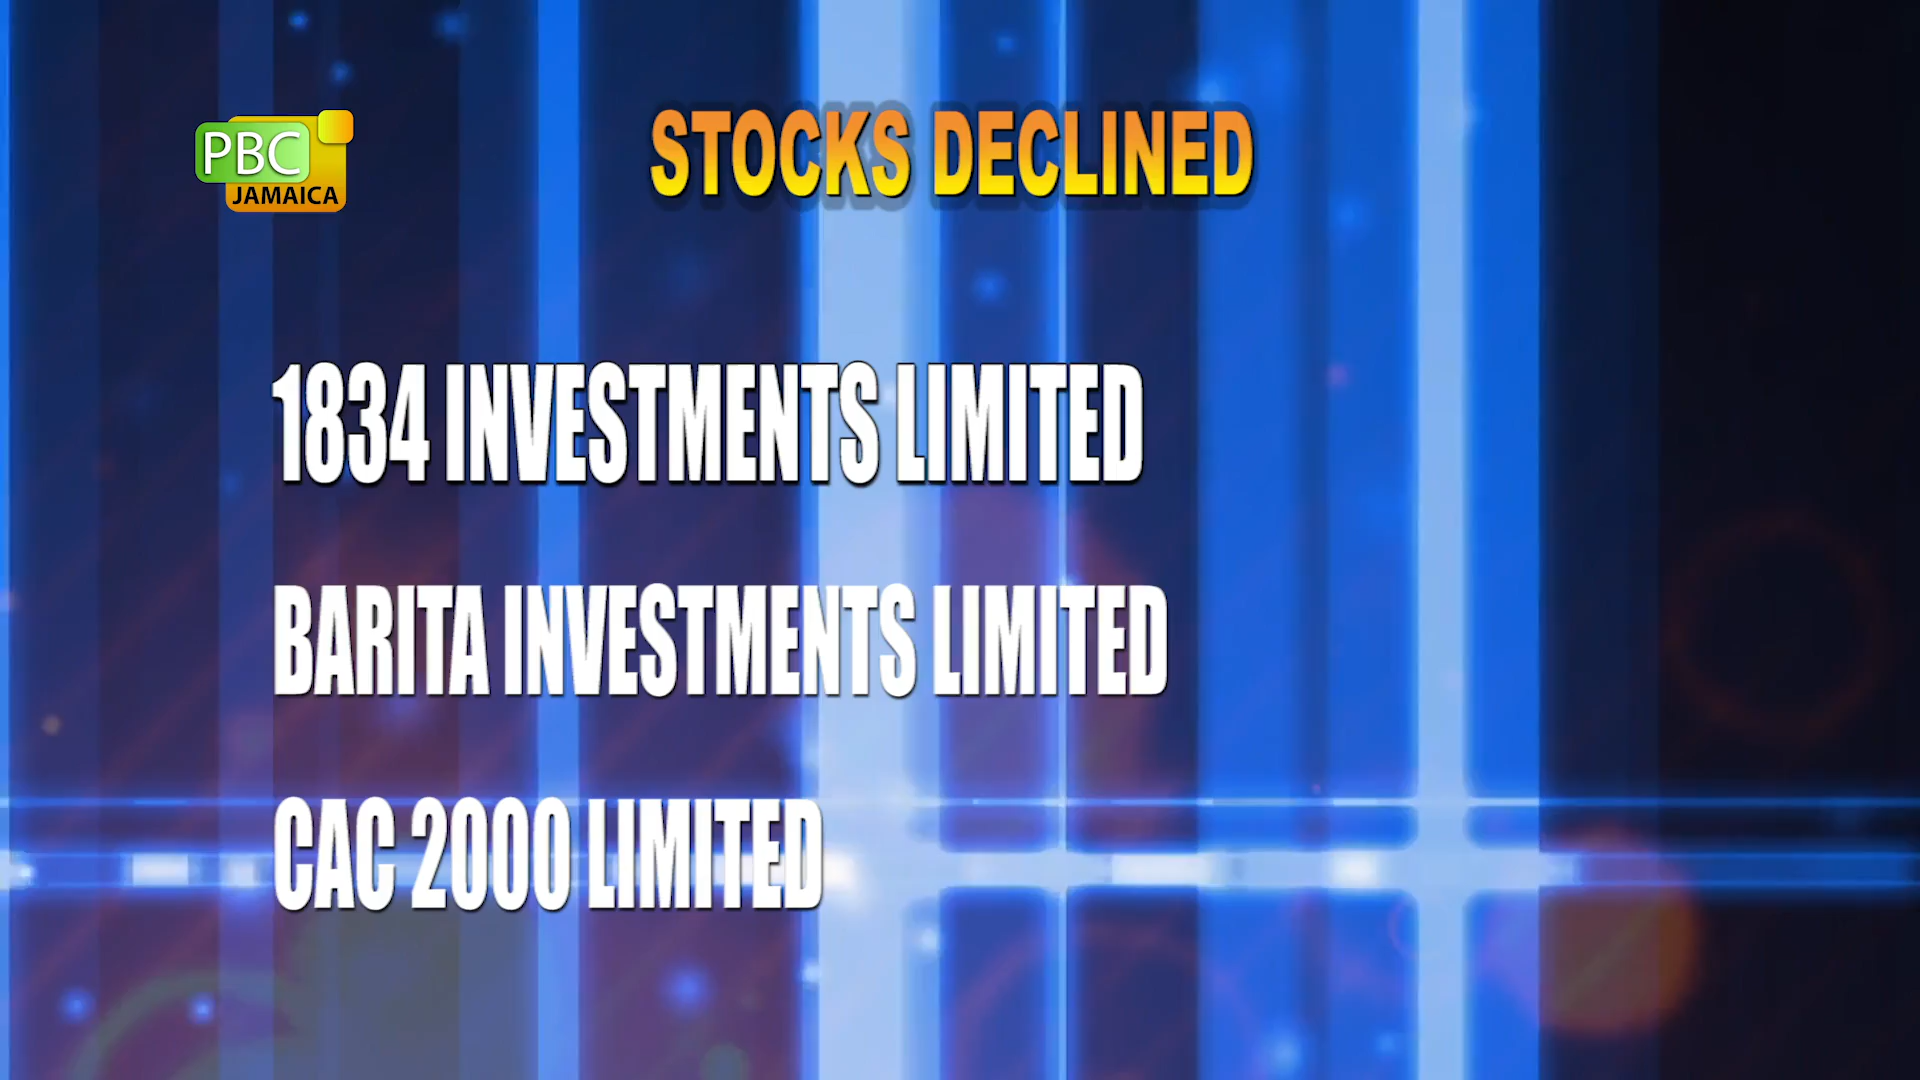 PBC
JAMAICA
STOCKS DECLINED
1834 INVESTMENTS LIMITED
BARITA INVESTMENTS LIMITED
CAC 2000 LIMITED